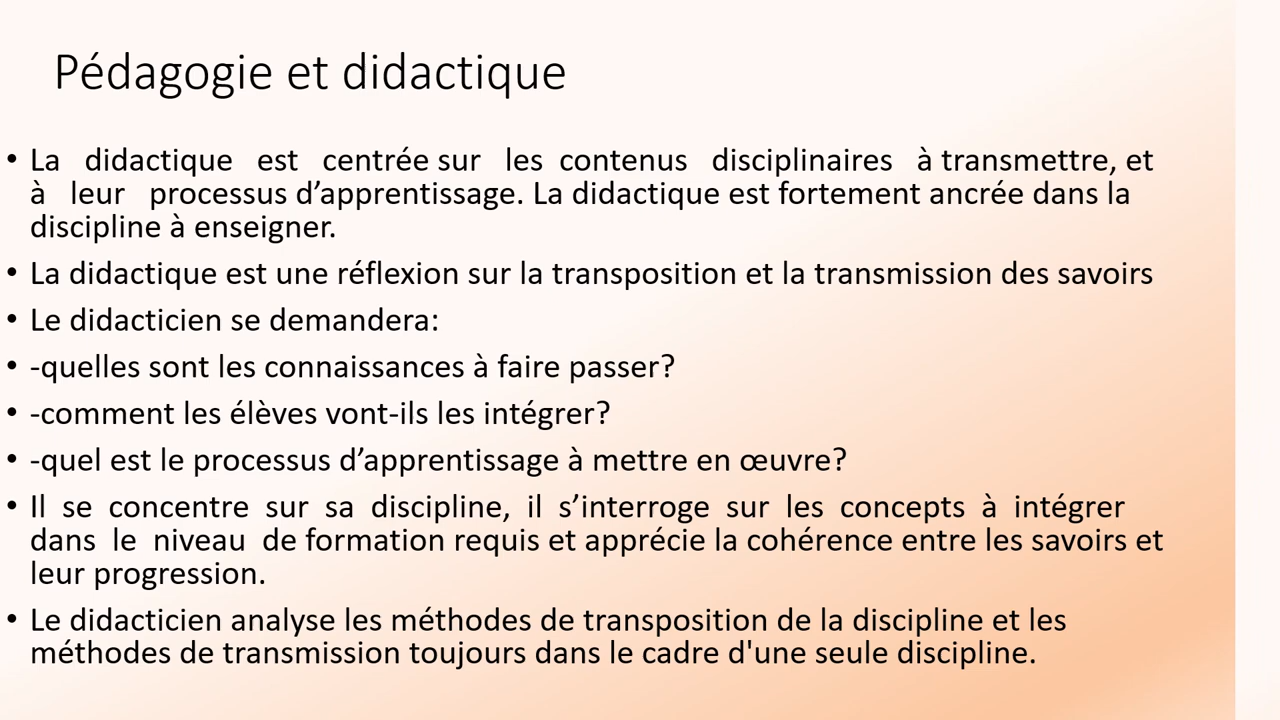 Pédagogie et didactique
• La didactique est centrée sur les contenus disciplinaires à transmettre, et
à leur processus d’apprentissage. La didactique est fortement ancrée dans la
discipline à enseigner.
• La didactique est une réflexion sur la transposition et la transmission des savoirs
• Le didacticien se demandera:
• -quelles sont les connaissances à faire passer?
• -comment les élèves vont-ils les intégrer?
• -quel est le processus d’apprentissage à mettre en œuvre?
• Il se concentre sur sa discipline, il s’interroge sur les concepts à intégrer
dans le niveau de formation requis et apprécie la cohérence entre les savoirs et
leur progression.
• Le didacticien analyse les méthodes de transposition de la discipline et les
méthodes de transmission toujours dans le cadre d'une seule discipline.